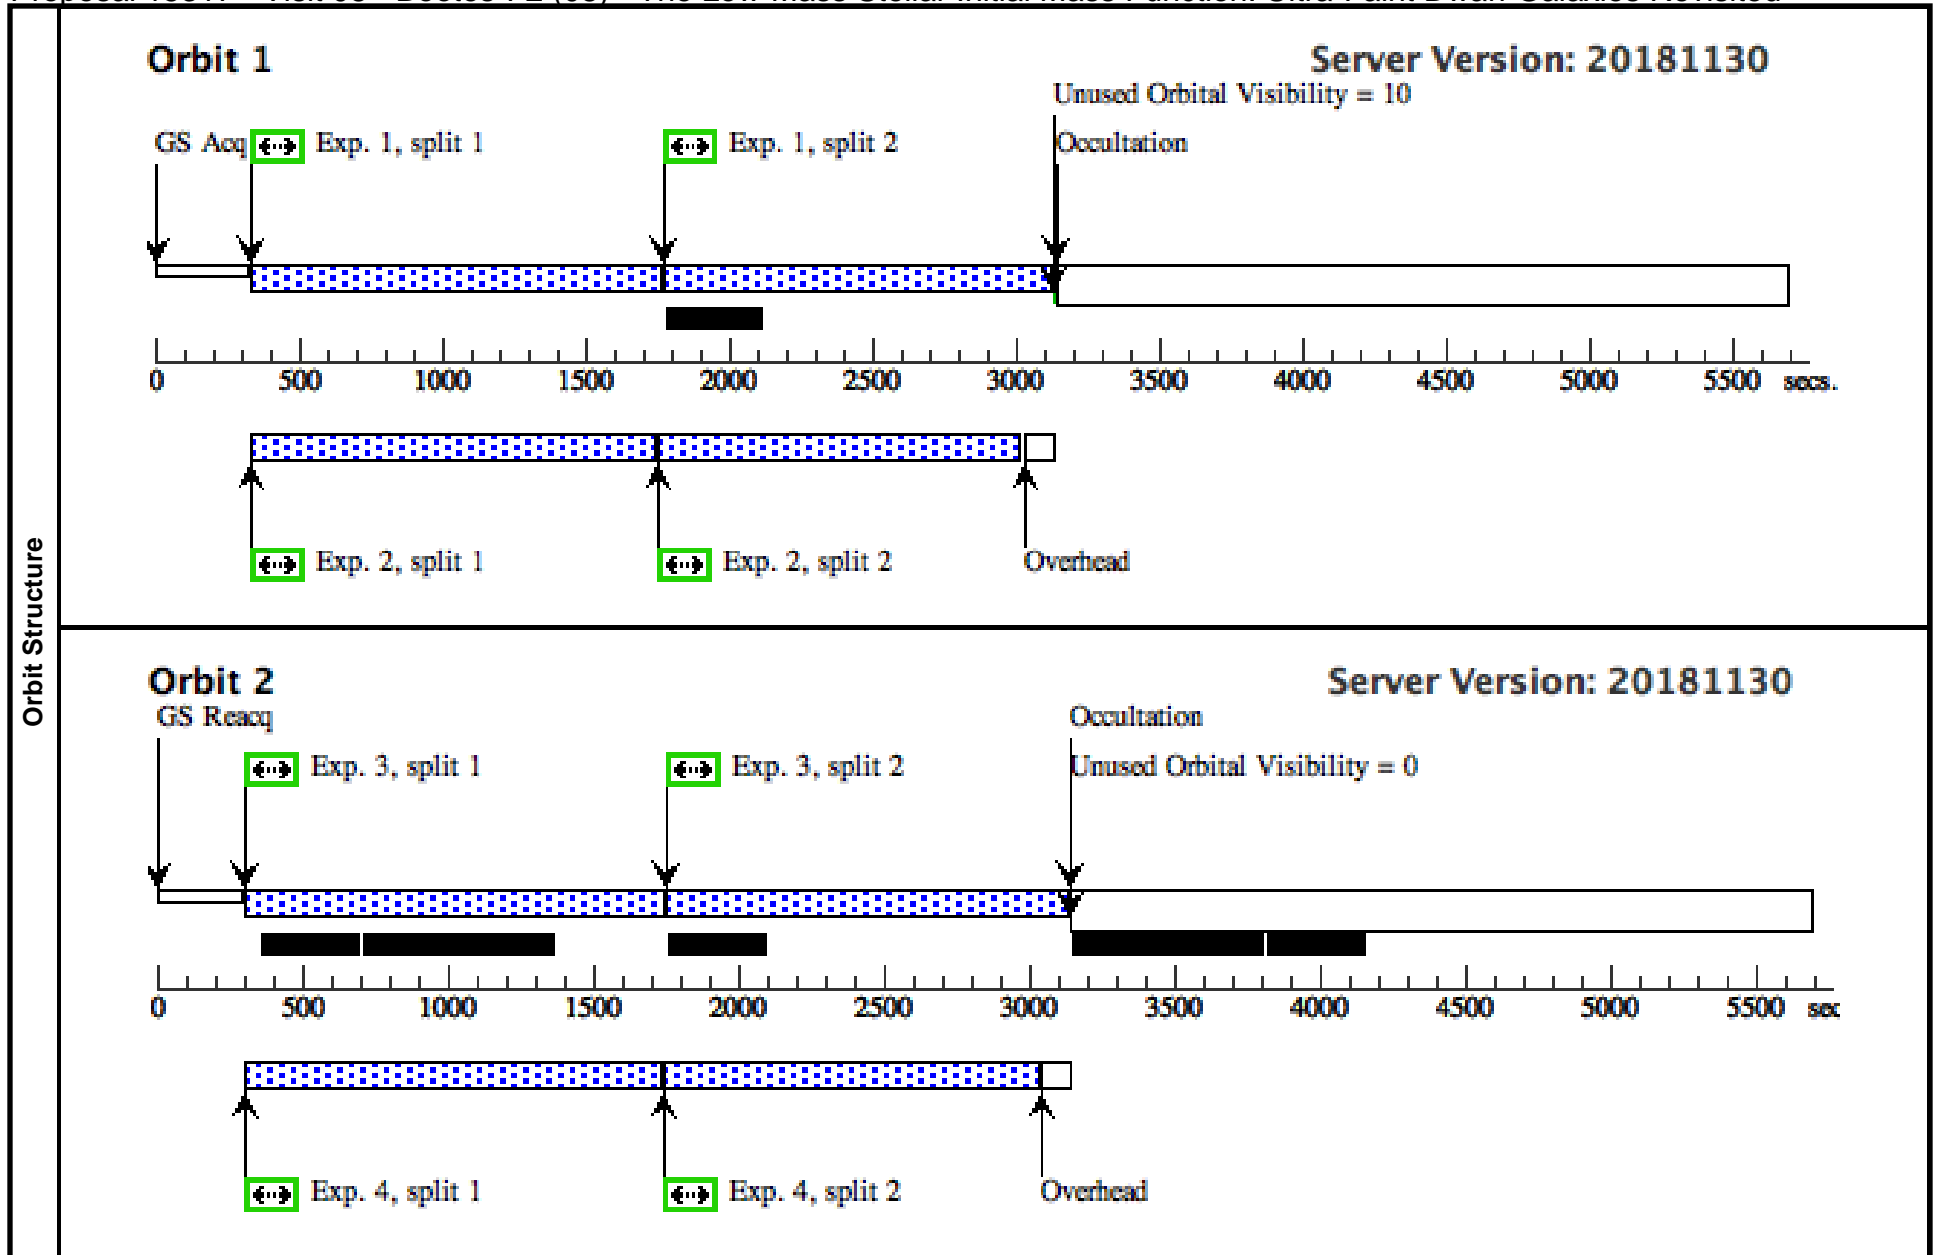 Orbit Structure
Orbit 1
Server Version: 20181130
Unused Orbital Visibility = 10
GS Acq Exp. 1, split 1 Exp. 1, split 2 Occultation
0 500 1000 1500 2000 2500 3000 3500 4000 4500 5000 5500 secs.
Exp. 2, split 1 Exp. 2, split 2 Overhead
Orbit 2
Server Version: 20181130
GS Reacq Occultation
Exp. 3, split 1 Exp. 3, split 2 Unused Orbital Visibility = 0
0 500 1000 1500 2000 2500 3000 3500 4000 4500 5000 5500 sec
Exp. 4, split 1 Exp. 4, split 2 Overhead